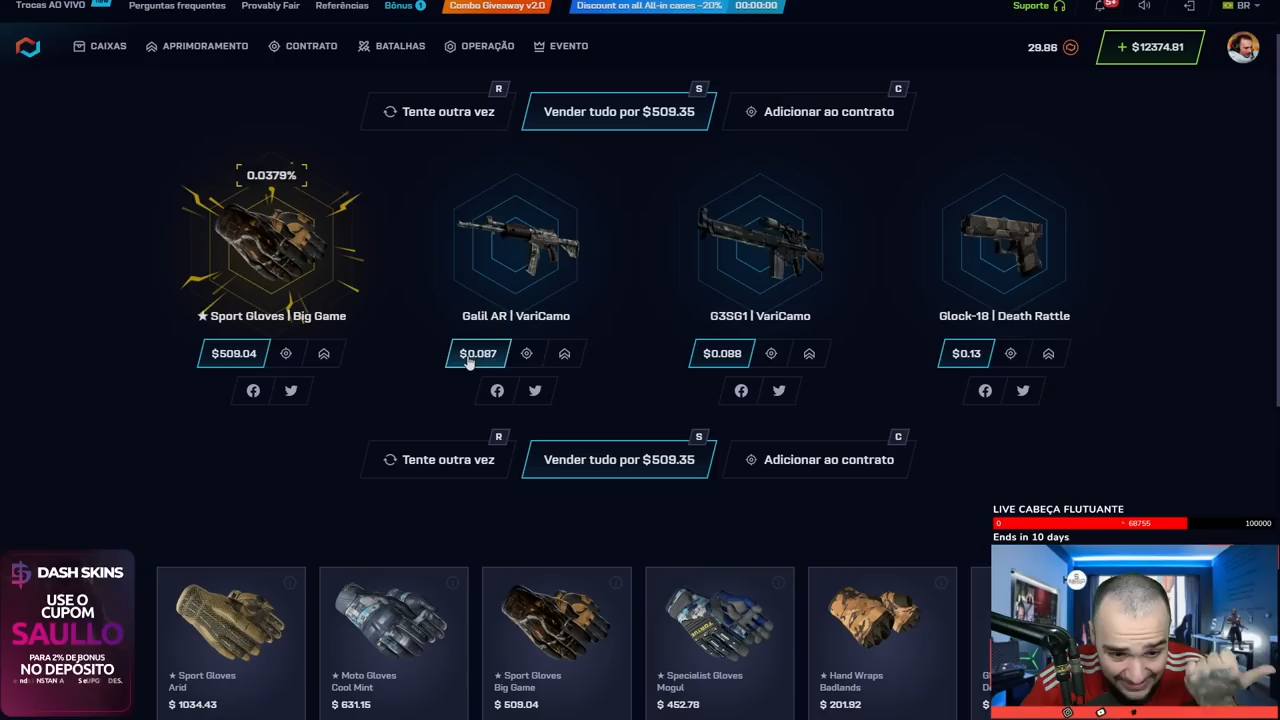 Trocas AO VIVO new Perguntas frequentes Provably Fair Referências Bônus 1 Combo Giveaway v2.0 Discount on all All-in cases -20% 00:00:00 Suporte 5+ BR
CAIXAS APRIMORAMENTO CONTRATO BATALHAS OPERAÇÃO EVENTO 29.86 + $12374.81
R S C
Tente outra vez Vender tudo por $509.35 Adicionar ao contrato
0.0379%
★ Sport Gloves | Big Game Galil AR | VariCamo G3SG1 | VariCamo Glock-18 | Death Rattle
$509.04 $0.087 $0.088 $0.13
R S C
Tente outra vez Vender tudo por $509.35 Adicionar ao contrato
LIVE CABEÇA FLUTUANTE
0 68755 100000
Ends in 10 days
DASH SKINS
USE O
CUPOM
SAULLO
PARA 2% DE BONUS
NO DEPÓSITO
★ Sport Gloves
Arid
$ 1034.43
★ Moto Gloves
Cool Mint
$ 631.15
★ Sport Gloves
Big Game
$ 509.04
★ Specialist Gloves
Mogul
$ 452.78
★ Hand Wraps
Badlands
$ 201.92